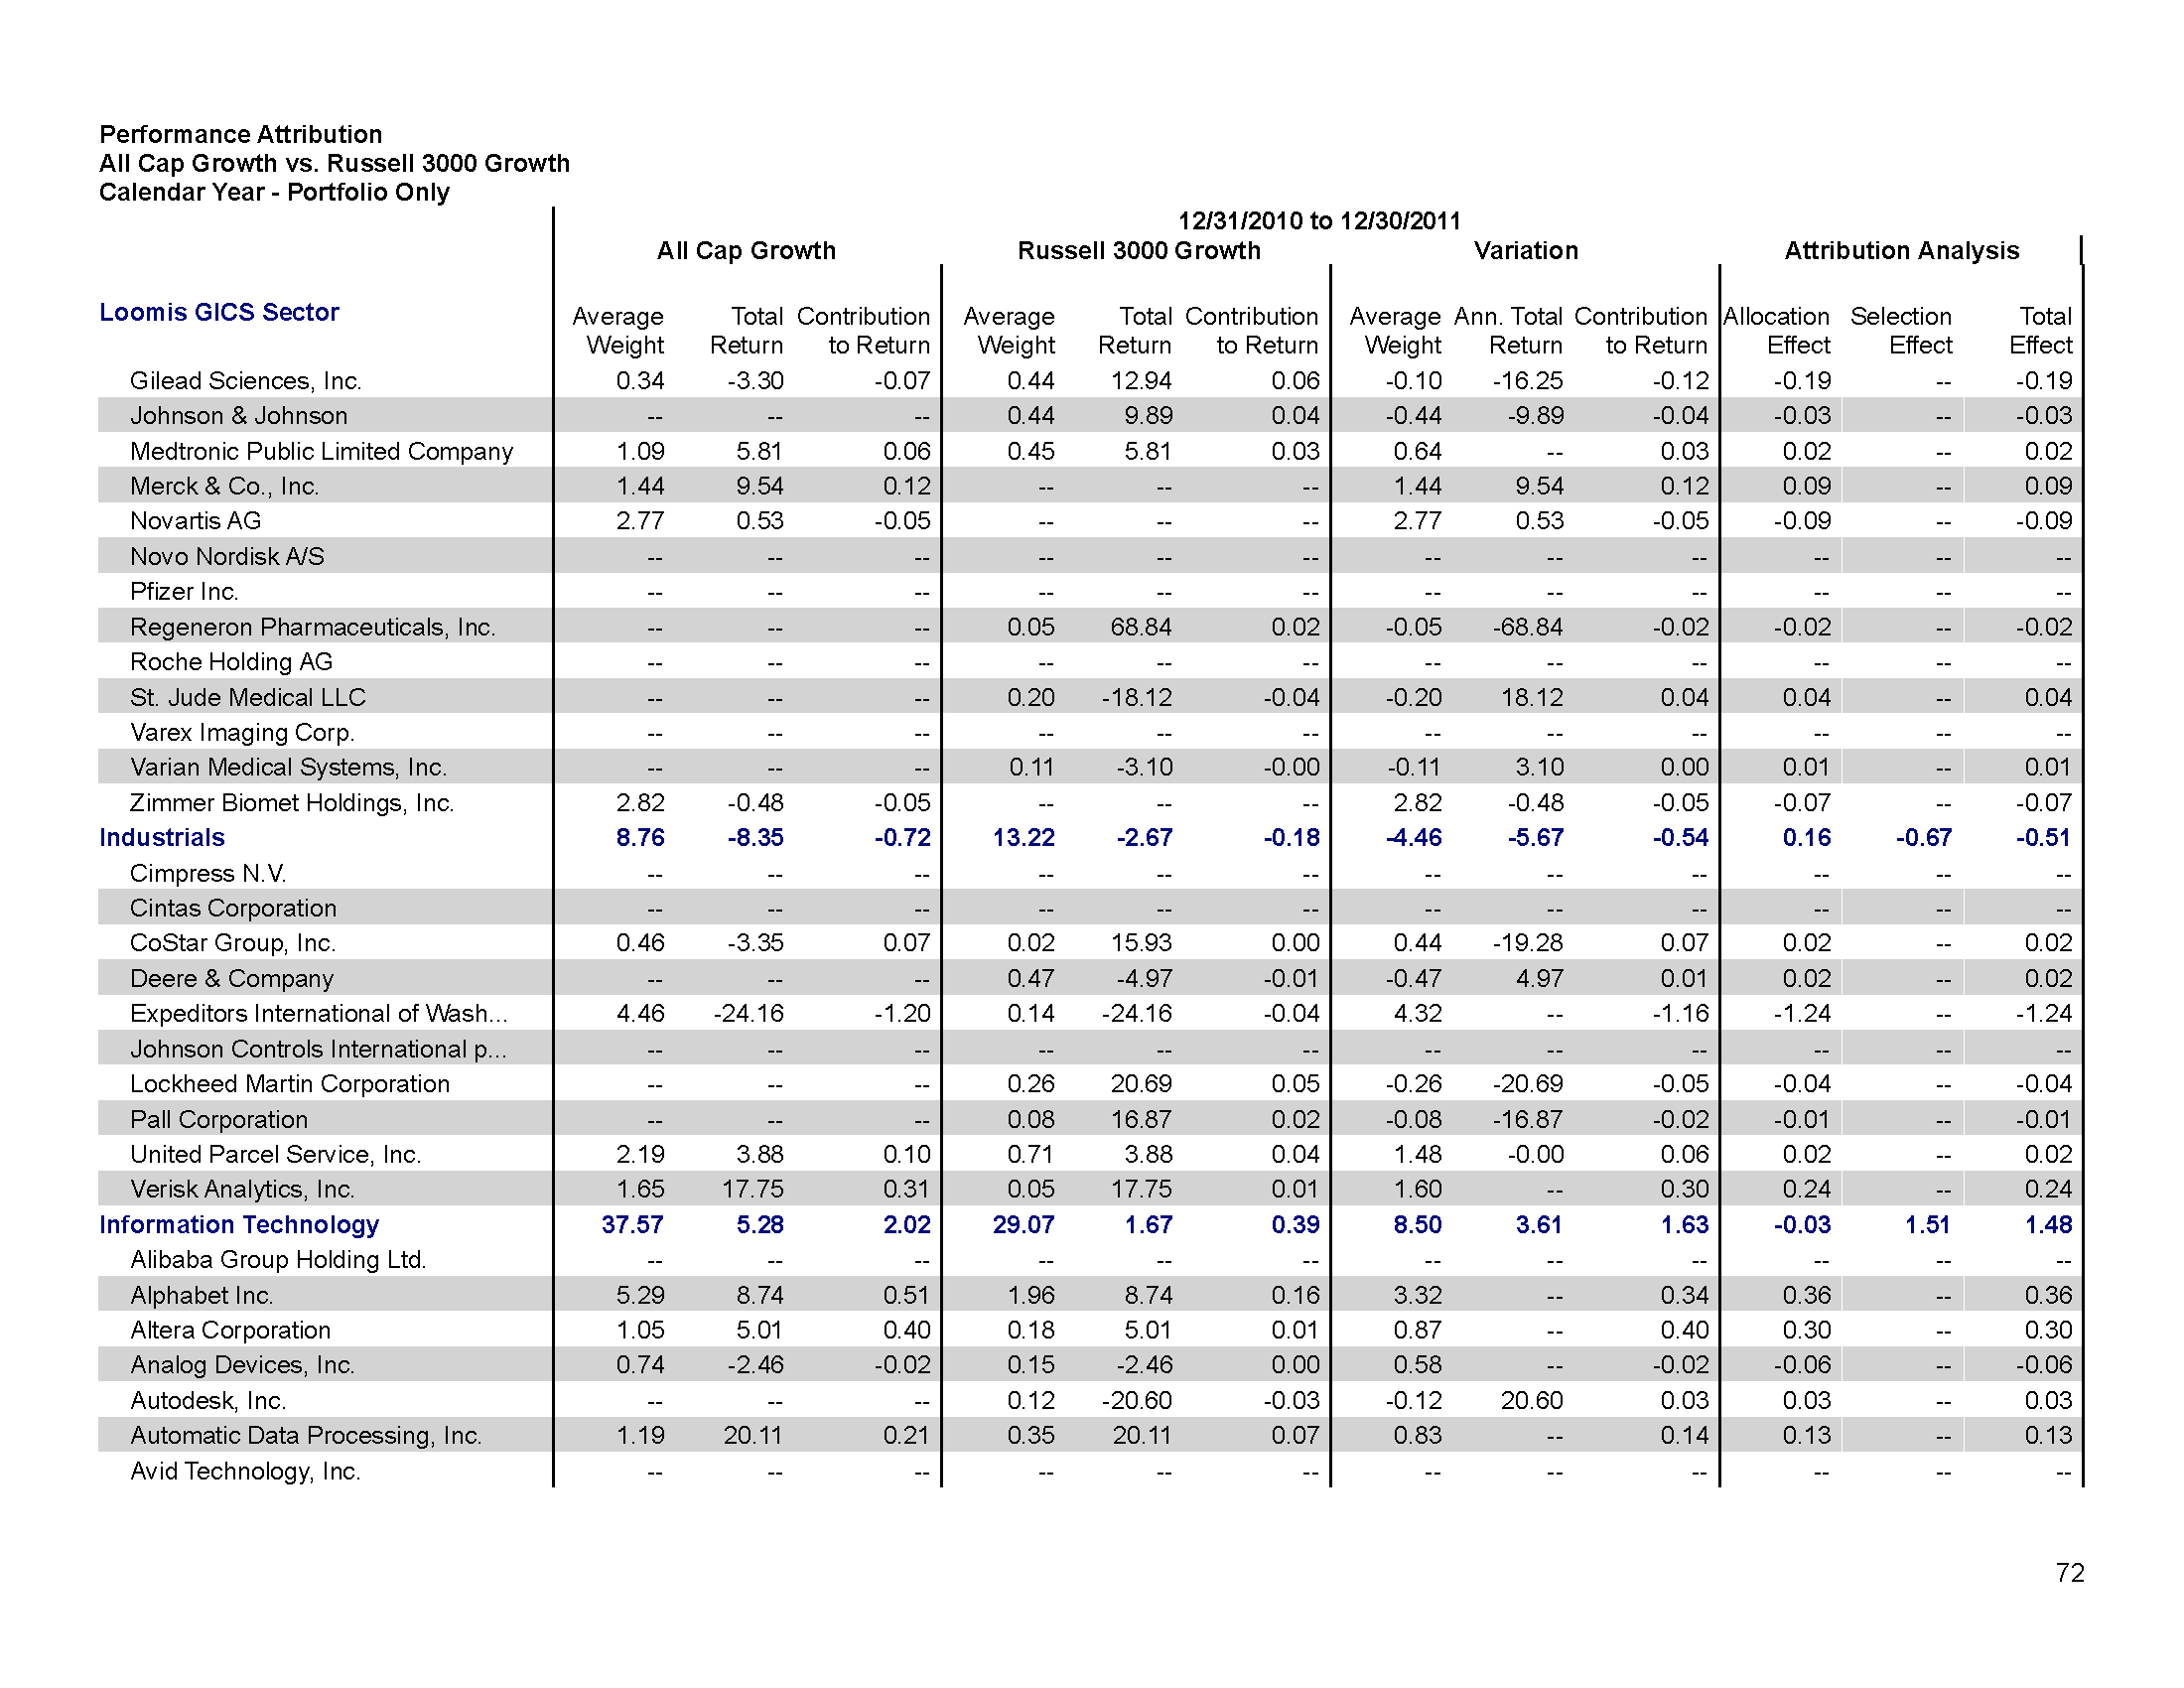 Performance Attribution
All Cap Growth vs. Russell 3000 Growth
Calendar Year - Portfolio Only
12/31/2010 to 12/30/2011
All Cap Growth Russell 3000 Growth Variation Attribution Analysis
Loomis GICS Sector Average Total Contribution Average Total Contribution Average Ann. Total Contribution Allocation Selection Total
Weight Return to Return Weight Return to Return Weight Return to Return Effect Effect Effect
Gilead Sciences, Inc. 0.34 -3.30 -0.07 0.44 12.94 0.06 -0.10 -16.25 -0.12 -0.19 -- -0.19
Johnson & Johnson -- -- -- 0.44 9.89 0.04 -0.44 -9.89 -0.04 -0.03 -- -0.03
Medtronic Public Limited Company 1.09 5.81 0.06 0.45 5.81 0.03 0.64 -- 0.03 0.02 -- 0.02
Merck & Co., Inc. 1.44 9.54 0.12 -- -- -- 1.44 9.54 0.12 0.09 -- 0.09
Novartis AG 2.77 0.53 -0.05 -- -- -- 2.77 0.53 -0.05 -0.09 -- -0.09
Novo Nordisk A/S -- -- -- -- -- -- -- -- -- -- -- --
Pfizer Inc. -- -- -- -- -- -- -- -- -- -- -- --
Regeneron Pharmaceuticals, Inc. -- -- -- 0.05 68.84 0.02 -0.05 -68.84 -0.02 -0.02 -- -0.02
Roche Holding AG -- -- -- -- -- -- -- -- -- -- -- --
St. Jude Medical LLC -- -- -- 0.20 -18.12 -0.04 -0.20 18.12 0.04 0.04 -- 0.04
Varex Imaging Corp. -- -- -- -- -- -- -- -- -- -- -- --
Varian Medical Systems, Inc. -- -- -- 0.11 -3.10 -0.00 -0.11 3.10 0.00 0.01 -- 0.01
Zimmer Biomet Holdings, Inc. 2.82 -0.48 -0.05 -- -- -- 2.82 -0.48 -0.05 -0.07 -- -0.07
Industrials 8.76 -8.35 -0.72 13.22 -2.67 -0.18 -4.46 -5.67 -0.54 0.16 -0.67 -0.51
Cimpress N.V. -- -- -- -- -- -- -- -- -- -- -- --
Cintas Corporation -- -- -- -- -- -- -- -- -- -- -- --
CoStar Group, Inc. 0.46 -3.35 0.07 0.02 15.93 0.00 0.44 -19.28 0.07 0.02 -- 0.02
Deere & Company -- -- -- 0.47 -4.97 -0.01 -0.47 4.97 0.01 0.02 -- 0.02
Expeditors International of Wash... 4.46 -24.16 -1.20 0.14 -24.16 -0.04 4.32 -- -1.16 -1.24 -- -1.24
Johnson Controls International p... -- -- -- -- -- -- -- -- -- -- -- --
Lockheed Martin Corporation -- -- -- 0.26 20.69 0.05 -0.26 -20.69 -0.05 -0.04 -- -0.04
Pall Corporation -- -- -- 0.08 16.87 0.02 -0.08 -16.87 -0.02 -0.01 -- -0.01
United Parcel Service, Inc. 2.19 3.88 0.10 0.71 3.88 0.04 1.48 -0.00 0.06 0.02 -- 0.02
Verisk Analytics, Inc. 1.65 17.75 0.31 0.05 17.75 0.01 1.60 -- 0.30 0.24 -- 0.24
Information Technology 37.57 5.28 2.02 29.07 1.67 0.39 8.50 3.61 1.63 -0.03 1.51 1.48
Alibaba Group Holding Ltd. -- -- -- -- -- -- -- -- -- -- -- --
Alphabet Inc. 5.29 8.74 0.51 1.96 8.74 0.16 3.32 -- 0.34 0.36 -- 0.36
Altera Corporation 1.05 5.01 0.40 0.18 5.01 0.01 0.87 -- 0.40 0.30 -- 0.30
Analog Devices, Inc. 0.74 -2.46 -0.02 0.15 -2.46 0.00 0.58 -- -0.02 -0.06 -- -0.06
Autodesk, Inc. -- -- -- 0.12 -20.60 -0.03 -0.12 20.60 0.03 0.03 -- 0.03
Automatic Data Processing, Inc. 1.19 20.11 0.21 0.35 20.11 0.07 0.83 -- 0.14 0.13 -- 0.13
Avid Technology, Inc. -- -- -- -- -- -- -- -- -- -- -- --
72